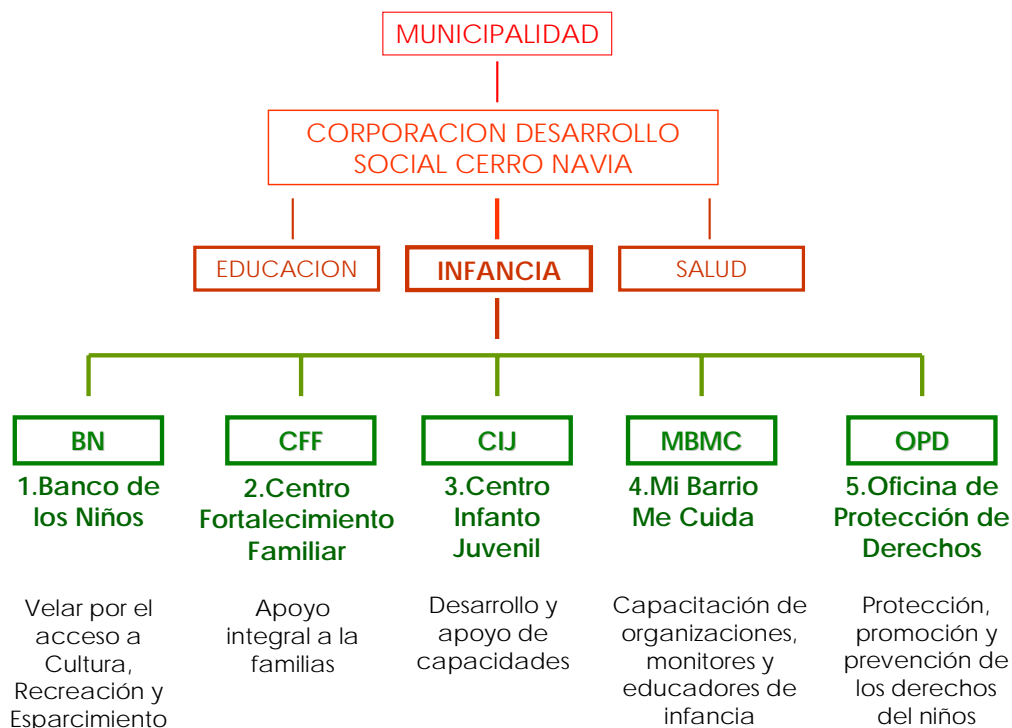 MUNICIPALIDAD
CORPORACION DESARROLLO
SOCIAL CERRO NAVIA
EDUCACION
INFANCIA
SALUD
BN
CFF
CIJ
MBMC
OPD
1.Banco de
los Niños
2.Centro
Fortalecimiento
Familiar
3.Centro
Infanto
Juvenil
4.Mi Barrio
Me Cuida
5.Oficina de
Protección de
Derechos
Velar por el
acceso a
Cultura,
Recreación y
Esparcimiento
Apoyo
integral a la
familias
Desarrollo y
apoyo de
capacidades
Capacitación de
organizaciones,
monitores y
educadores de
infancia
Protección,
promoción y
prevención de
los derechos
del niños